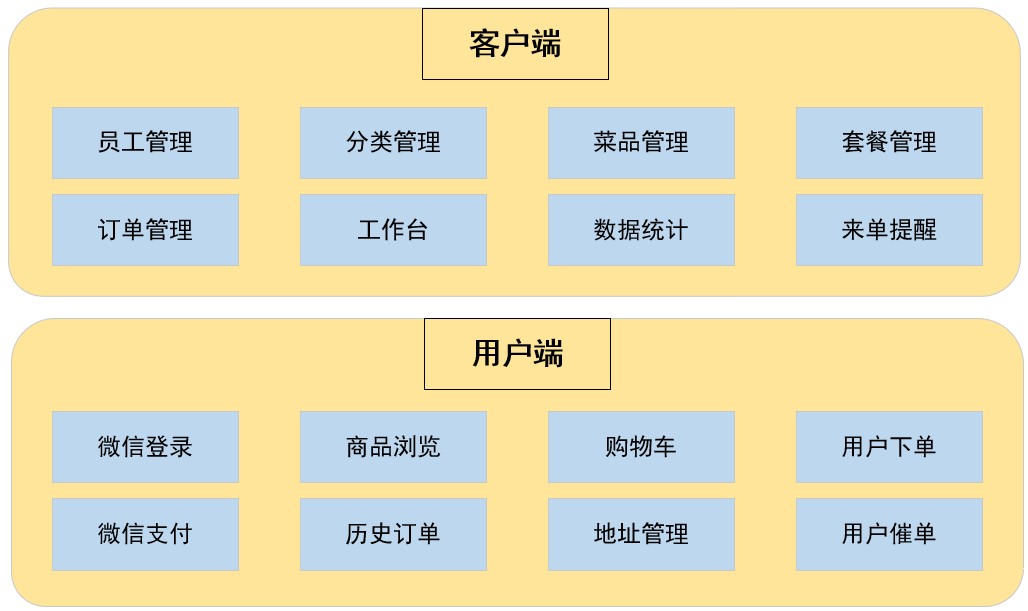 客户端
员工管理
分类管理
菜品管理
套餐管理
订单管理
工作台
数据统计
来单提醒
用户端
微信登录
商品浏览
购物车
用户下单
微信支付
历史订单
地址管理
用户催单